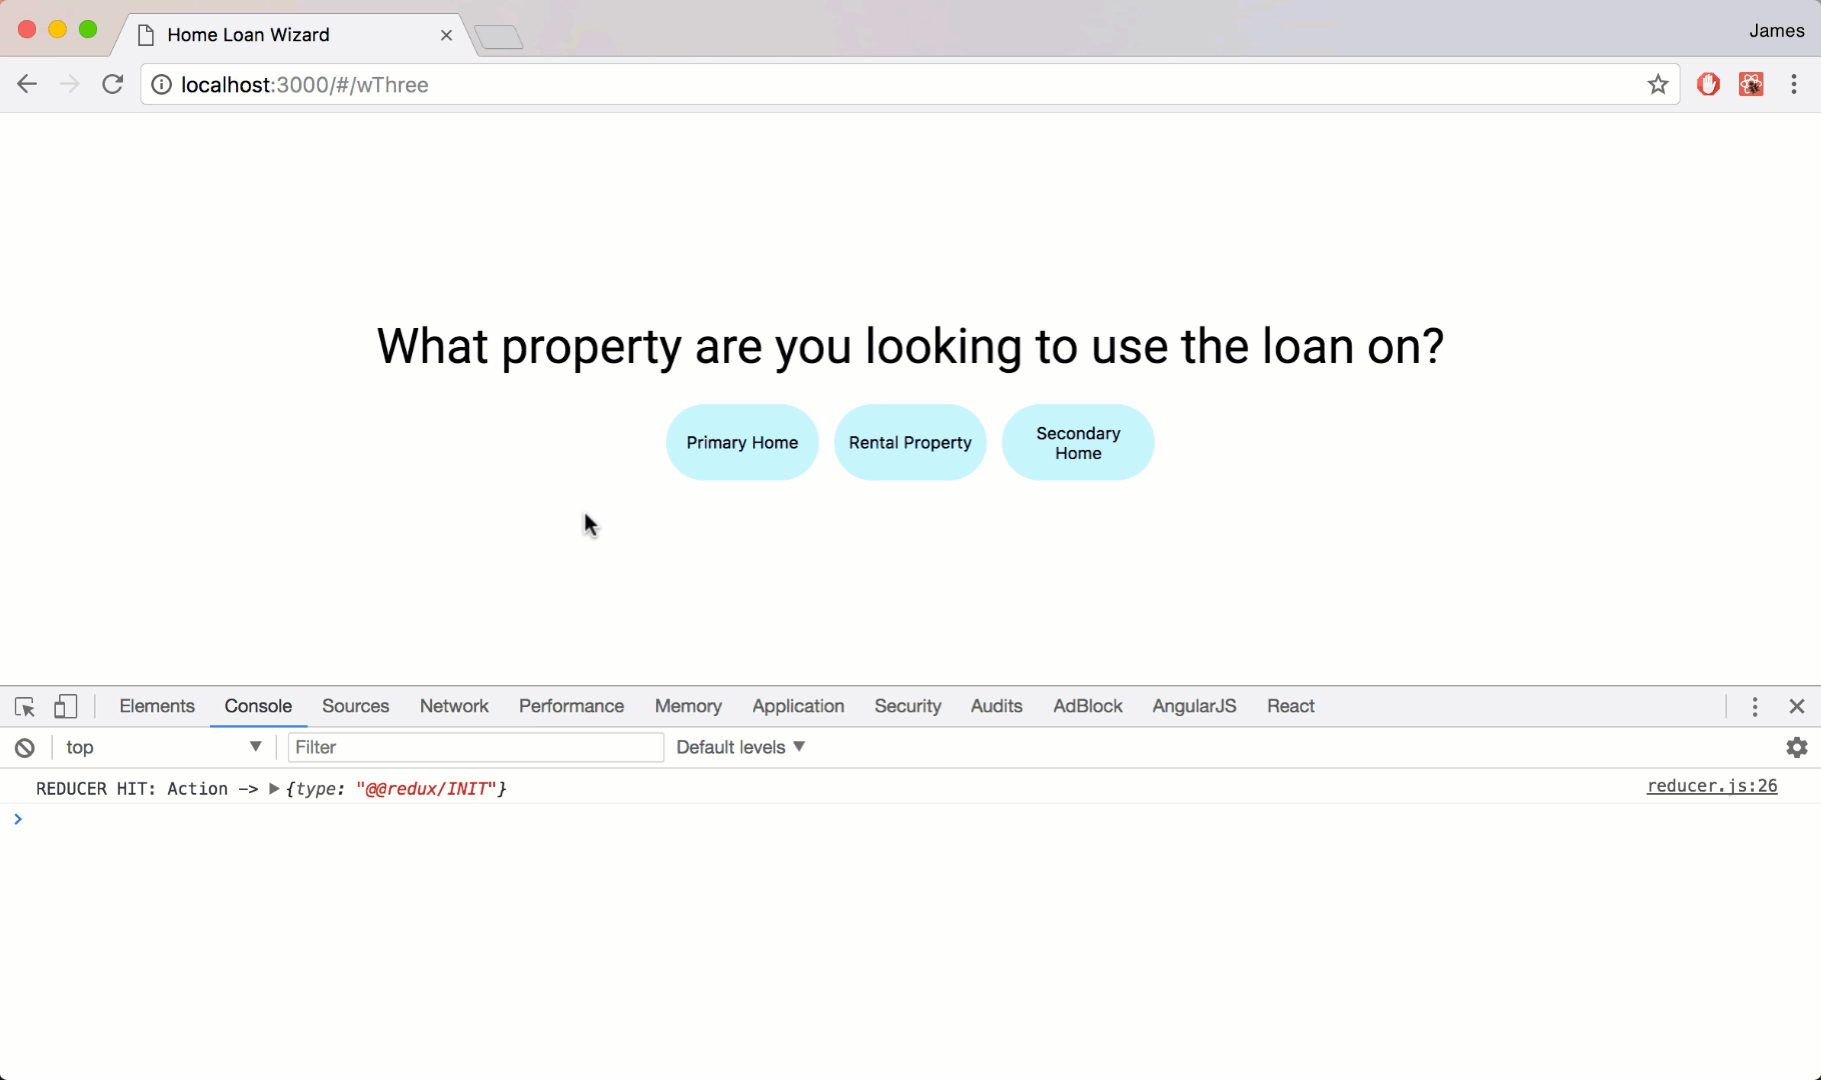 Home Loan Wizard
James
localhost:3000/#/wThree
What property are you looking to use the loan on?
Primary Home
Rental Property
Secondary
Home
Elements Console Sources Network Performance Memory Application Security Audits AdBlock AngularJS React
top Filter Default levels
REDUCER HIT: Action -> {type: "@@redux/INIT"} reducer.js:26